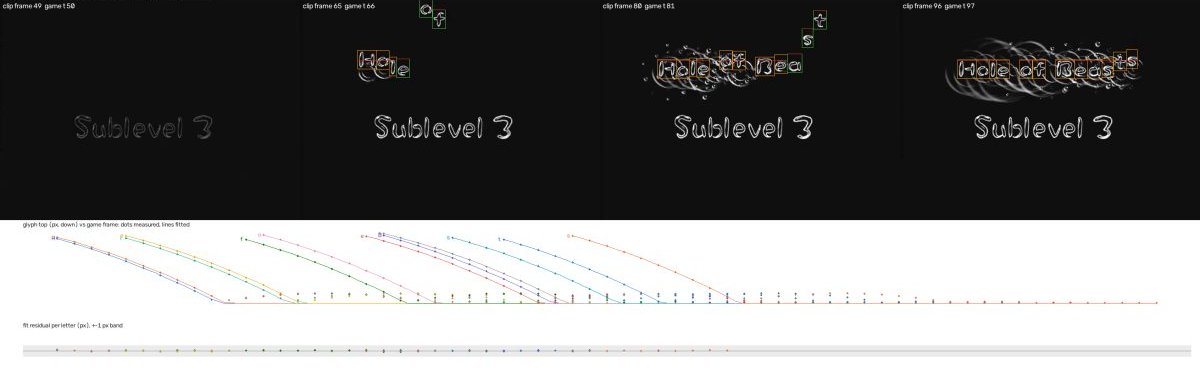 clip frame 49 game t 50
Sublevel 3
clip frame 65 game t 66
o
f
Hole
Sublevel 3
clip frame 80 game t 81
t
s
Hole of Bea
Sublevel 3
clip frame 96 game t 97
Hole of Beasts
Sublevel 3
glyph top (px, down) vs game frame: dots measured, lines fitted
fit residual per letter (px), +-1 px band